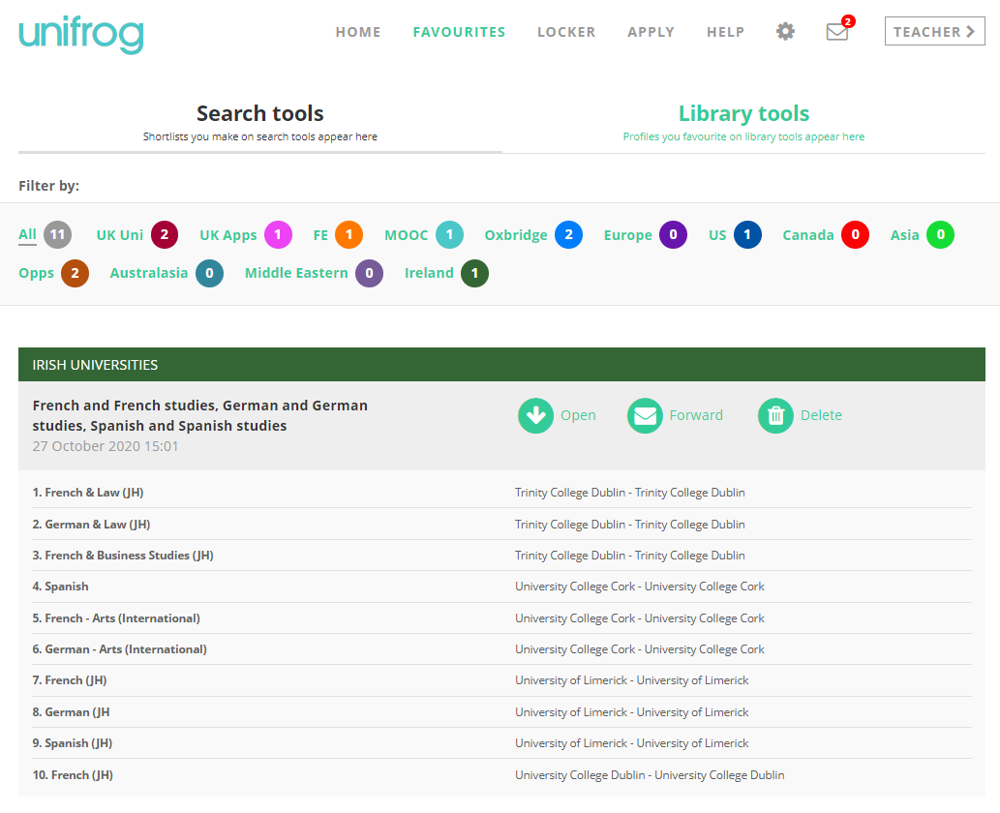 unifrog
HOME FAVOURITES LOCKER APPLY HELP 2 TEACHER
Search tools
Shortlists you make on search tools appear here
Library tools
Profiles you favourite on library tools appear here
Filter by:
All 11 UK Uni 2 UK Apps 1 FE 1 MOOC 1 Oxbridge 2 Europe 0 US 1 Canada 0 Asia 0
Opps 2 Australasia 0 Middle Eastern 0 Ireland 1
IRISH UNIVERSITIES
French and French studies, German and German
studies, Spanish and Spanish studies
27 October 2020 15:01
Open Forward Delete
1. French & Law (JH) Trinity College Dublin - Trinity College Dublin
2. German & Law (JH) Trinity College Dublin - Trinity College Dublin
3. French & Business Studies (JH) Trinity College Dublin - Trinity College Dublin
4. Spanish University College Cork - University College Cork
5. French - Arts (International) University College Cork - University College Cork
6. German - Arts (International) University College Cork - University College Cork
7. French (JH) University of Limerick - University of Limerick
8. German (JH University of Limerick - University of Limerick
9. Spanish (JH) University of Limerick - University of Limerick
10. French (JH) University College Dublin - University College Dublin